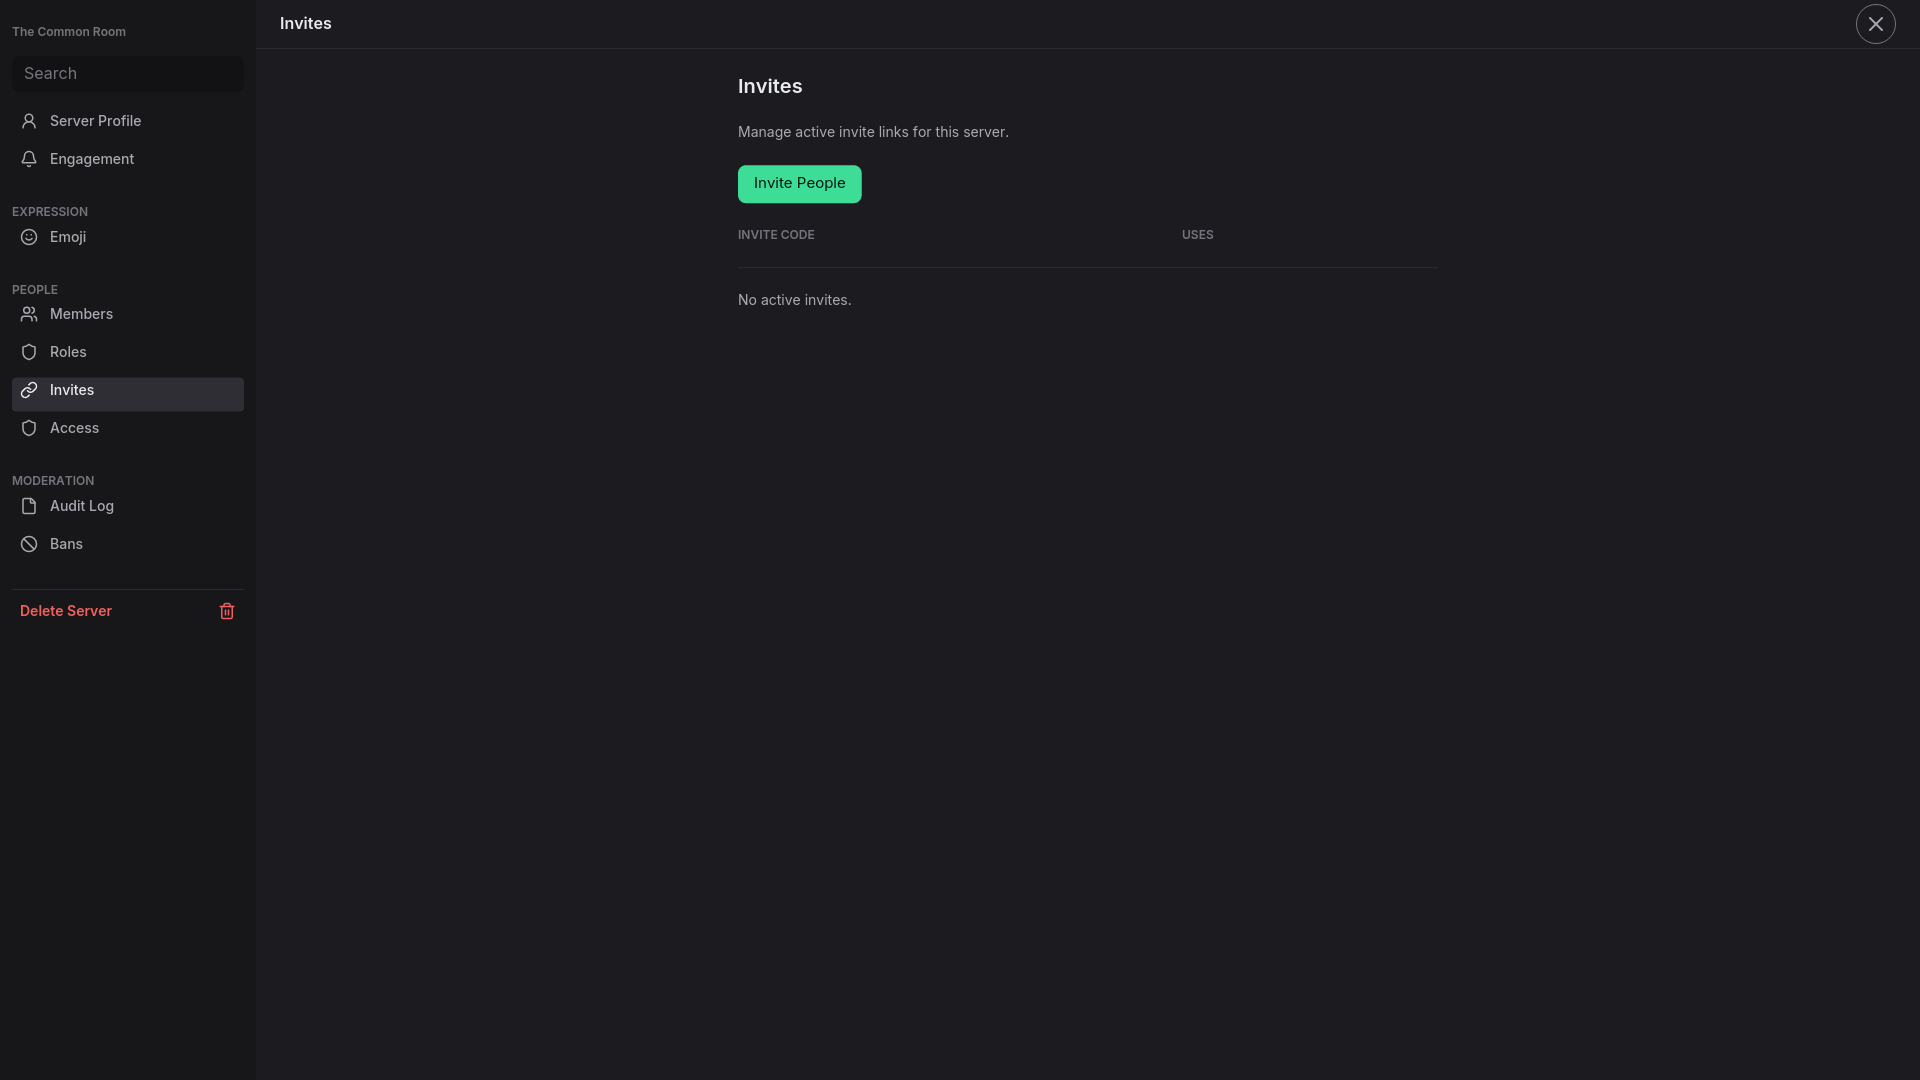 The Common Room
Search
Server Profile
Engagement
EXPRESSION
Emoji
PEOPLE
Members
Roles
Invites
Access
MODERATION
Audit Log
Bans
Delete Server
Invites
Invites
Manage active invite links for this server.
Invite People
INVITE CODE USES
No active invites.